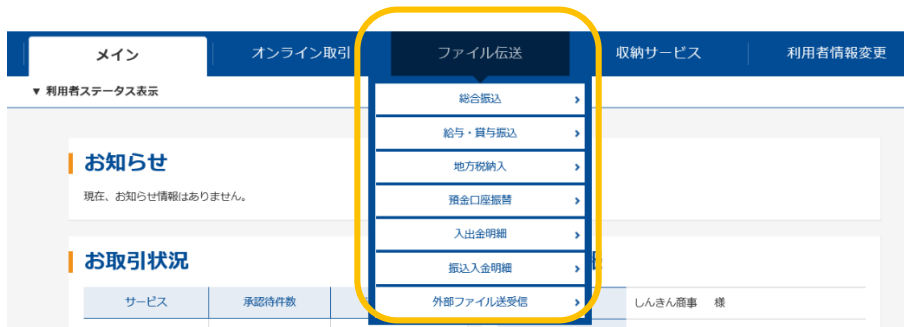 メイン
オンライン取引
ファイル伝送
収納サービス
利用者情報変更
▼ 利用者ステータス表示
総合振込
給与・賞与振込
地方税納入
預金口座振替
入出金明細
振込入金明細
外部ファイル送受信
お知らせ
現在、お知らせ情報はありません。
お取引状況
サービス
承認待件数
しんきん商事 様